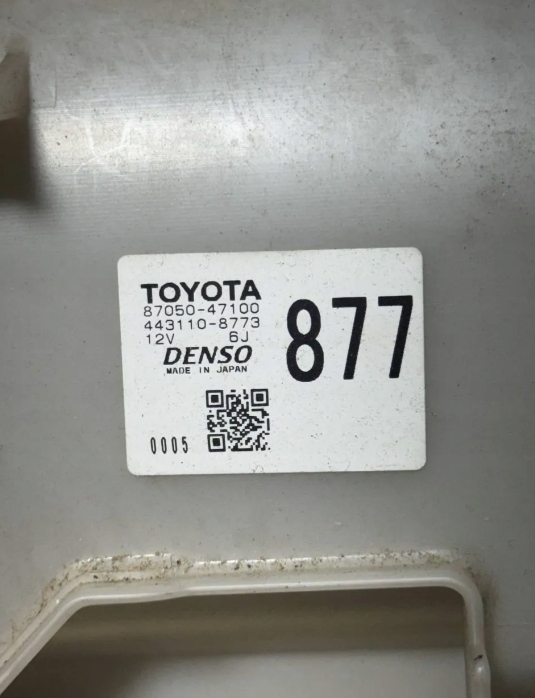 TOYOTA
87050-47100
443110-8773
12V 6J
DENSO
MADE IN JAPAN
877
0005